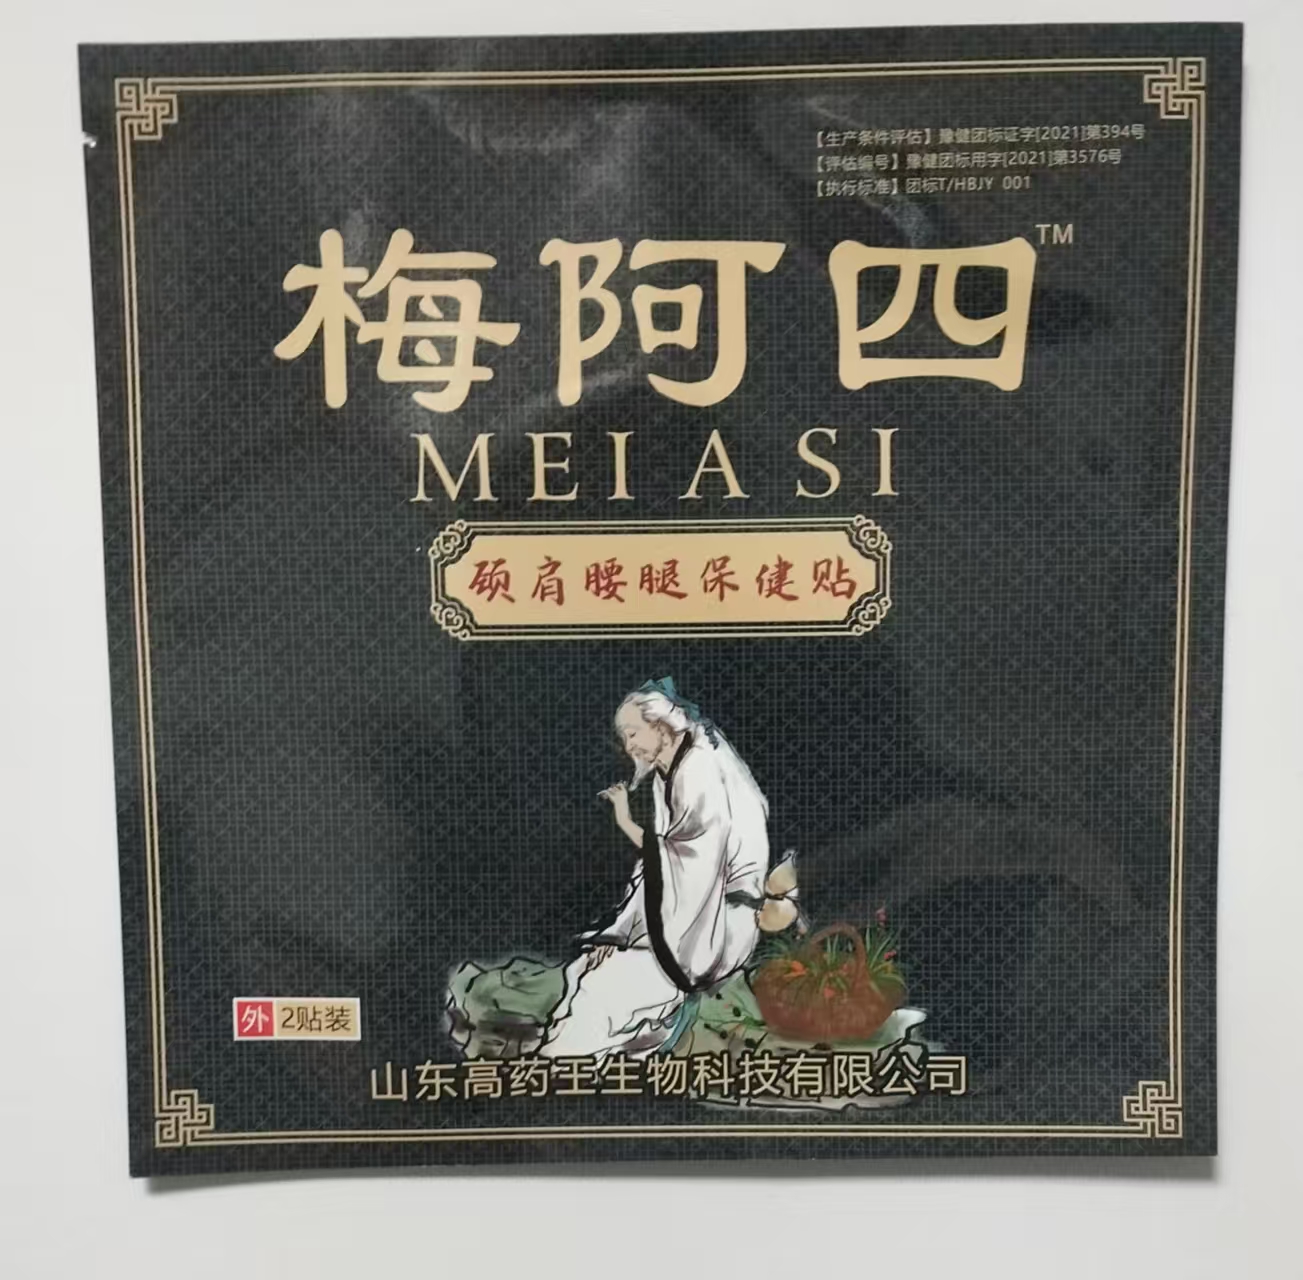 【生产条件评估】豫健团标证字[2021]第394号
【评估编号】豫健团标用字[2021]第3576号
【执行标准】团标T/HBJY 001
梅阿四TM
MEI A SI
颈肩腰腿保健贴
外 2贴装
山东高药王生物科技有限公司